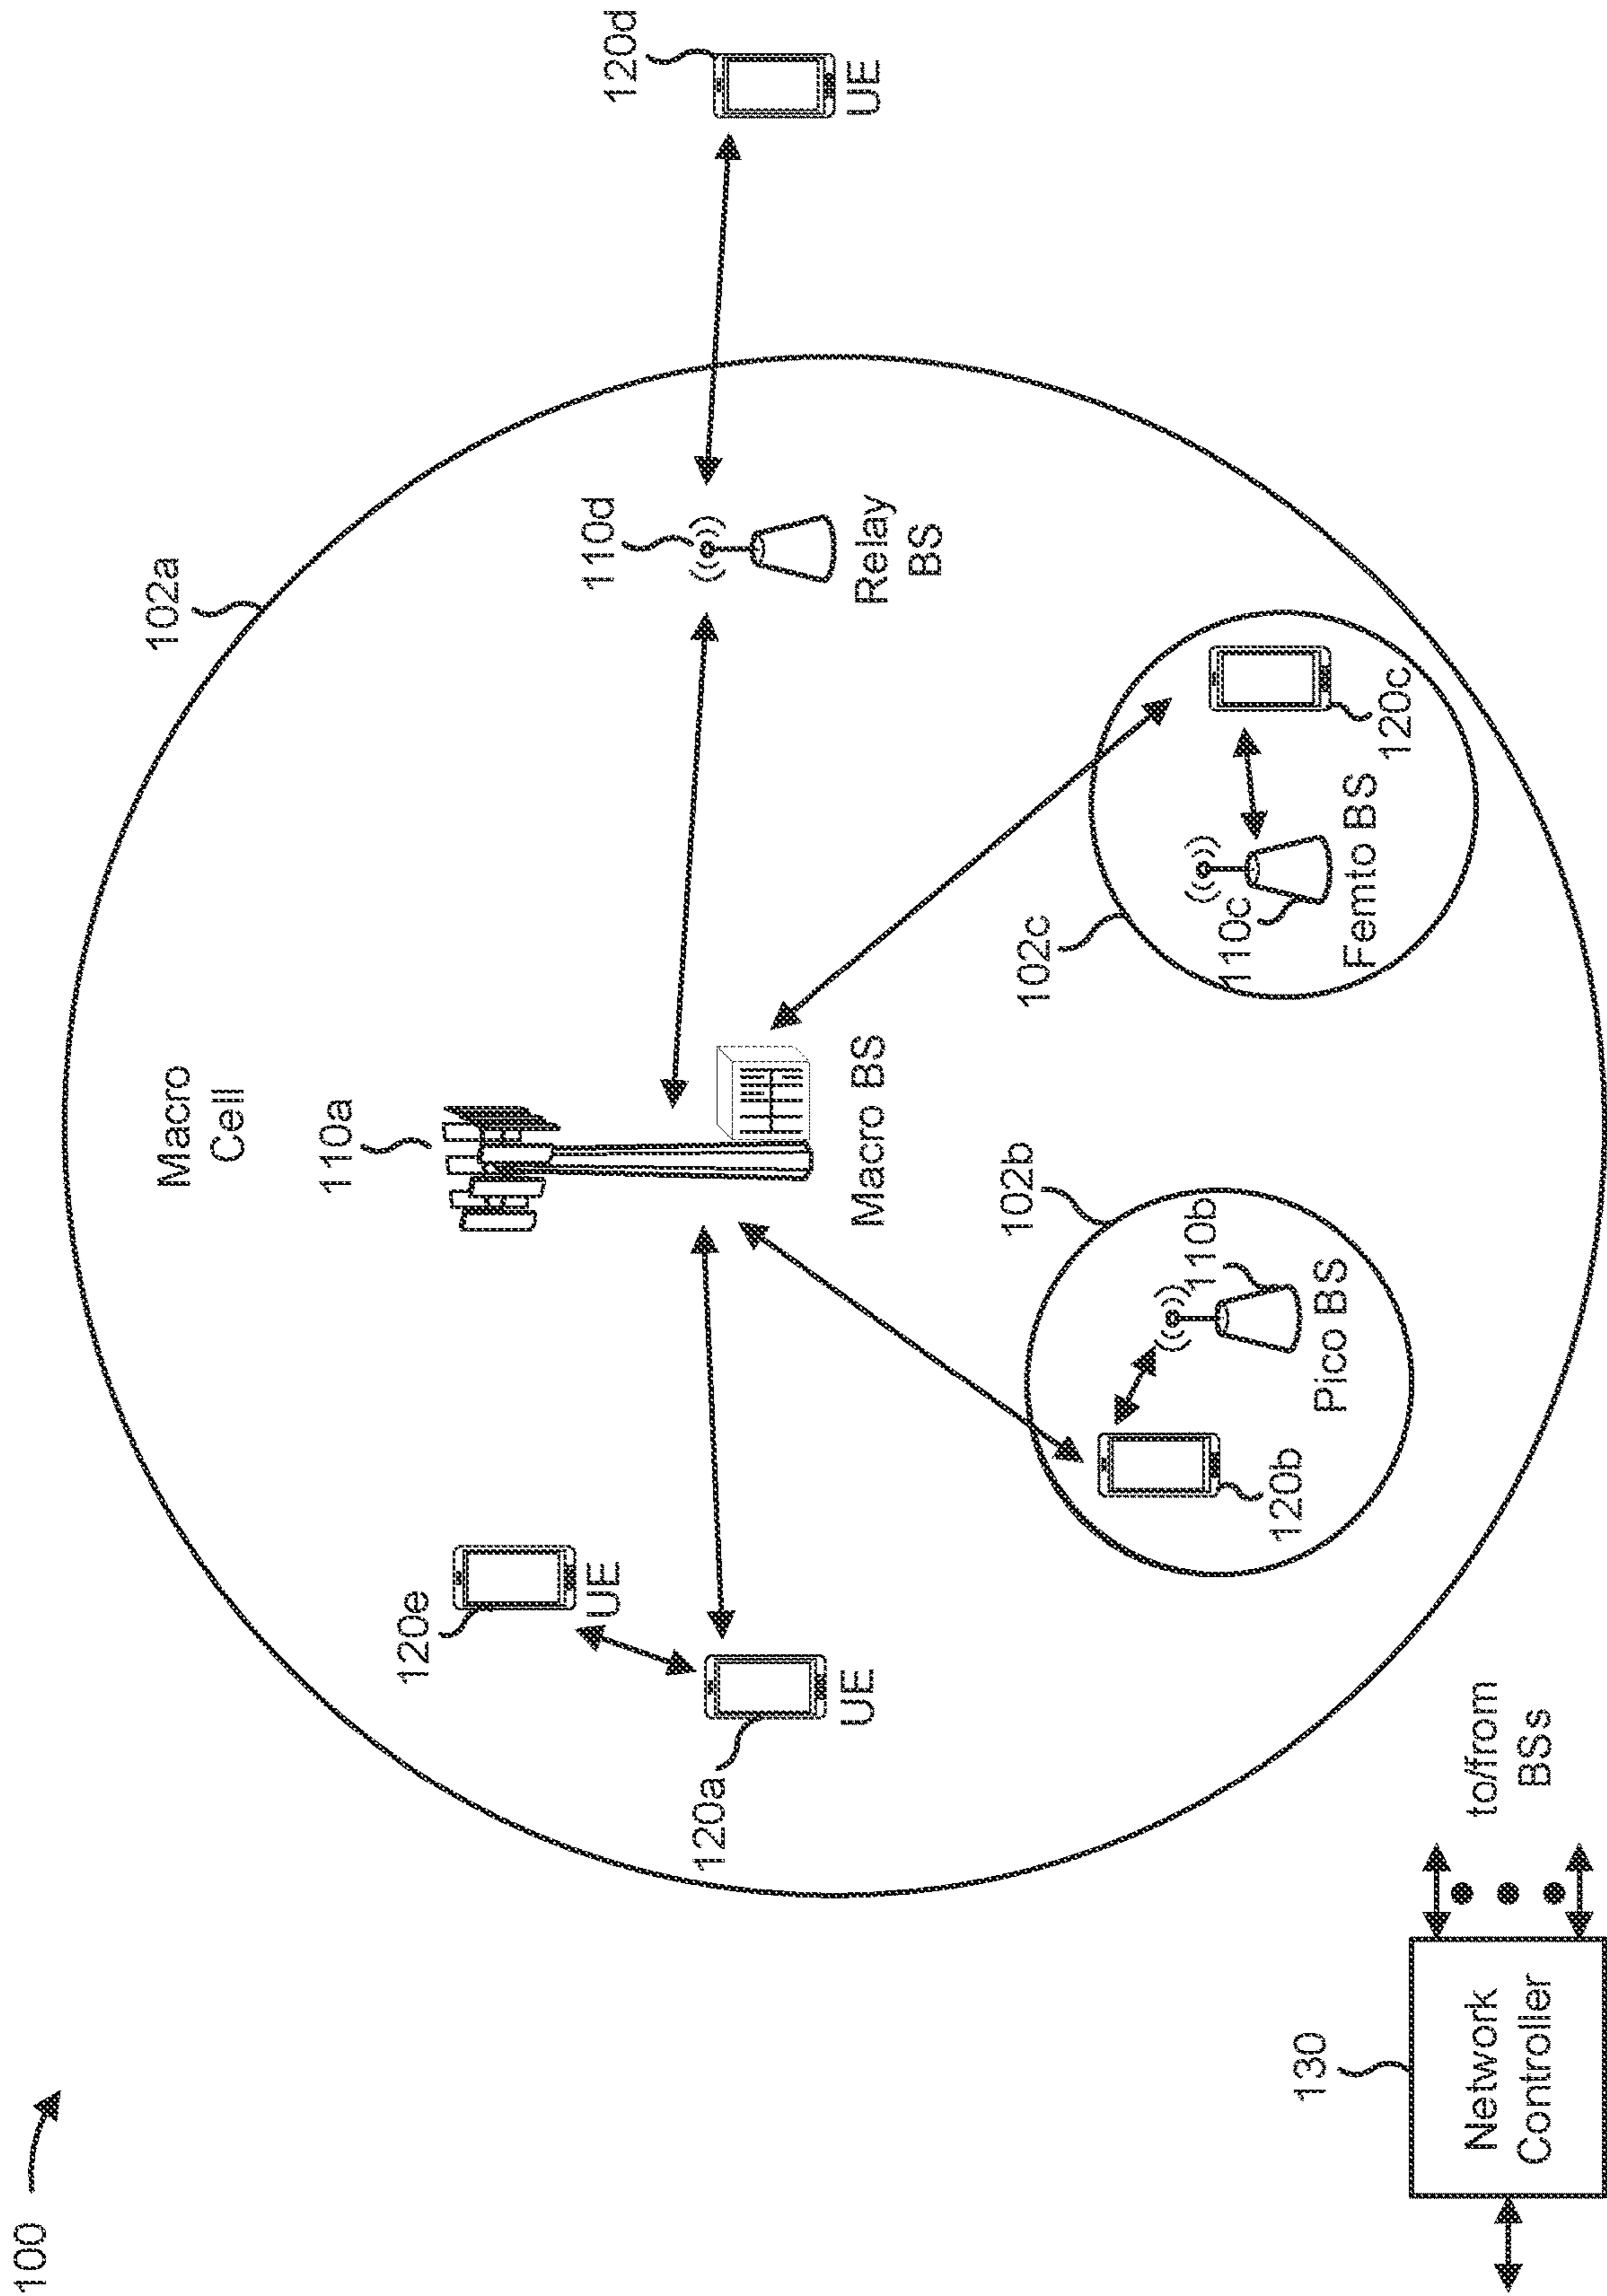 100
Macro
Cell
102a
110a
120e
UE
120a
UE
Macro BS
110d
Relay
BS
120d
UE
102b
110b
120b
Pico BS
102c
110c
120c
Femto BS
130
Network
Controller
to/from
BSs